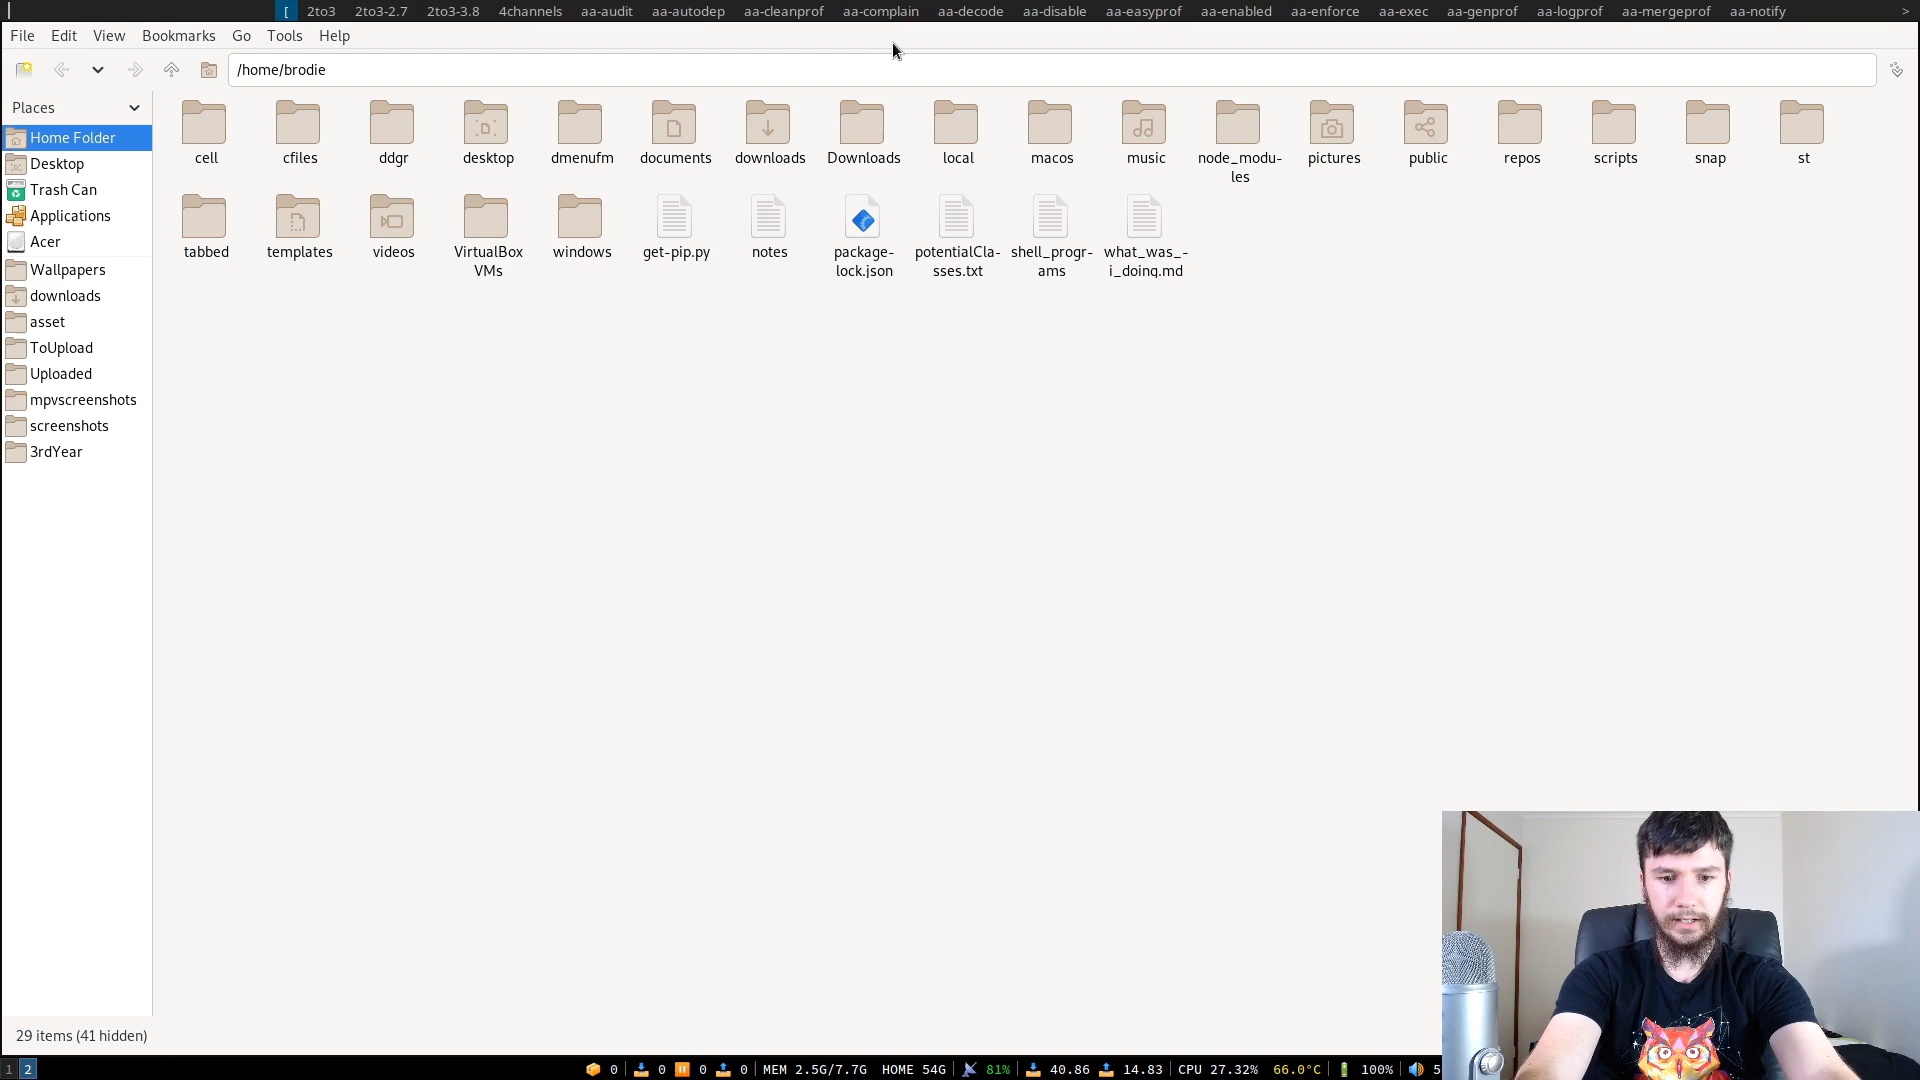 [ 2to3 2to3-2.7 2to3-3.8 4channels aa-audit aa-autodep aa-cleanprof aa-complain aa-decode aa-disable aa-easyprof aa-enabled aa-enforce aa-exec aa-genprof aa-logprof aa-mergeprof aa-notify >
File Edit View Bookmarks Go Tools Help
/home/brodie
Places
Home Folder
Desktop
Trash Can
Applications
Acer
Wallpapers
downloads
asset
ToUpload
Uploaded
mpvscreenshots
screenshots
3rdYear
cell cfiles ddgr desktop dmenufm documents downloads Downloads local macos music node_modu- pictures public repos scripts snap st
les
tabbed templates videos VirtualBox windows get-pip.py notes package- potentialCla- shell_progr- what_was_-
VMs lock.json sses.txt ams i_doing.md
29 items (41 hidden)
1 2 0 0 0 0 MEM 2.5G/7.7G HOME 54G 81% 40.86 14.83 CPU 27.32% 66.0°C 100% 5